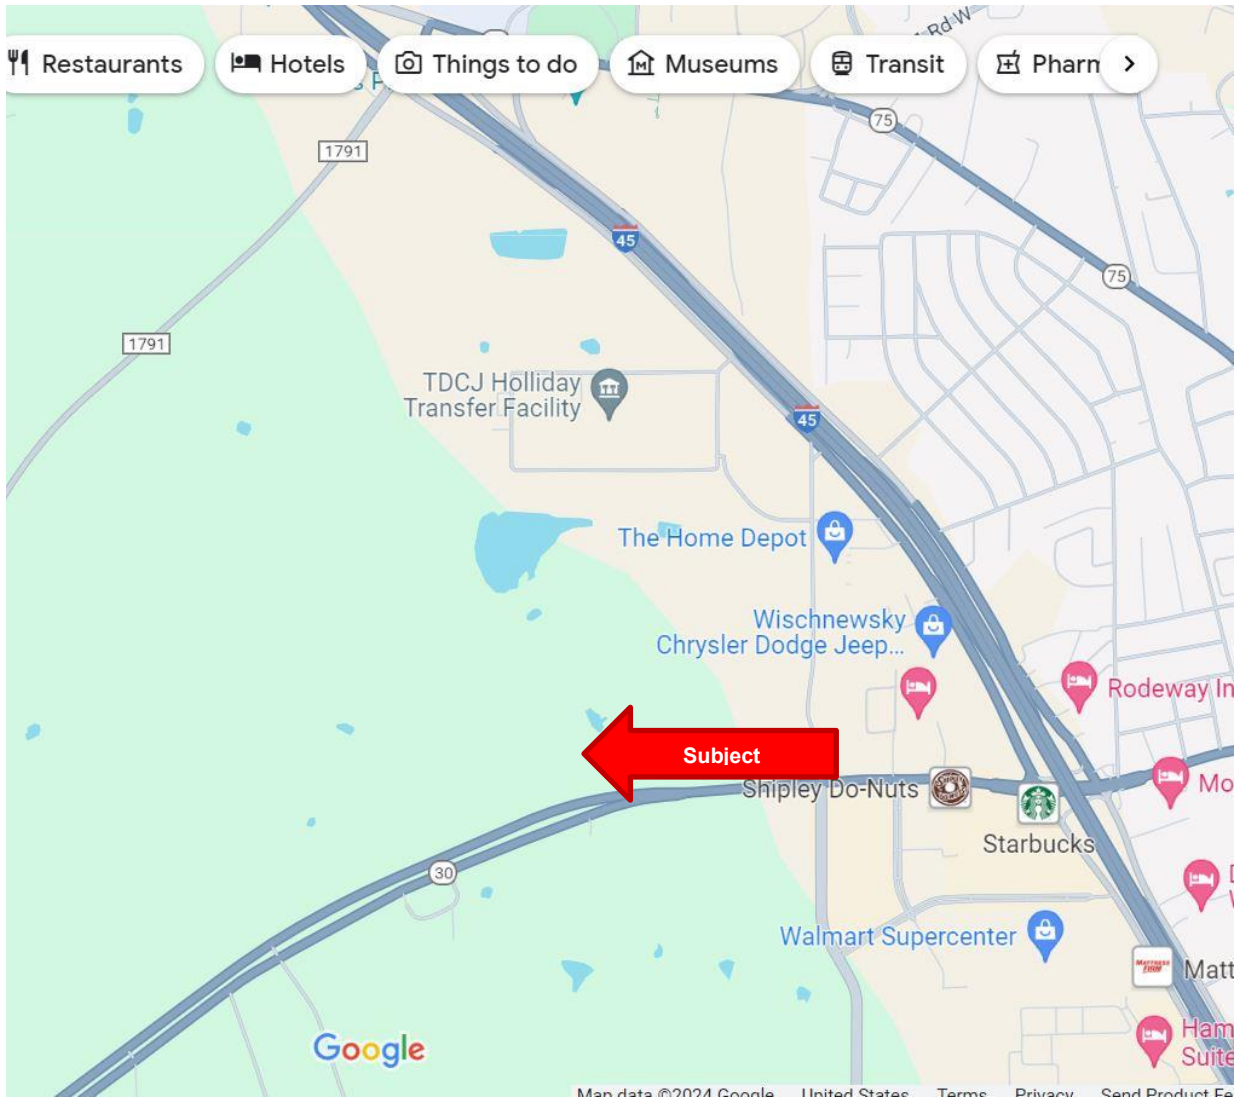 Restaurants
Hotels
Things to do
Museums
Transit
Rd W
75
1791
45
75
1791
TDCJ Holliday
Transfer Facility
45
The Home Depot
Wischnewsky
Chrysler Dodge Jeep...
Rodeway In
Subject
Shipley Do-Nuts
Mo
Starbucks
30
Walmart Supercenter
MATTRESS
FIRM
Matt
Google
Ham
Suite
Map data ©2024 Google United States Terms Privacy Send Product Fe